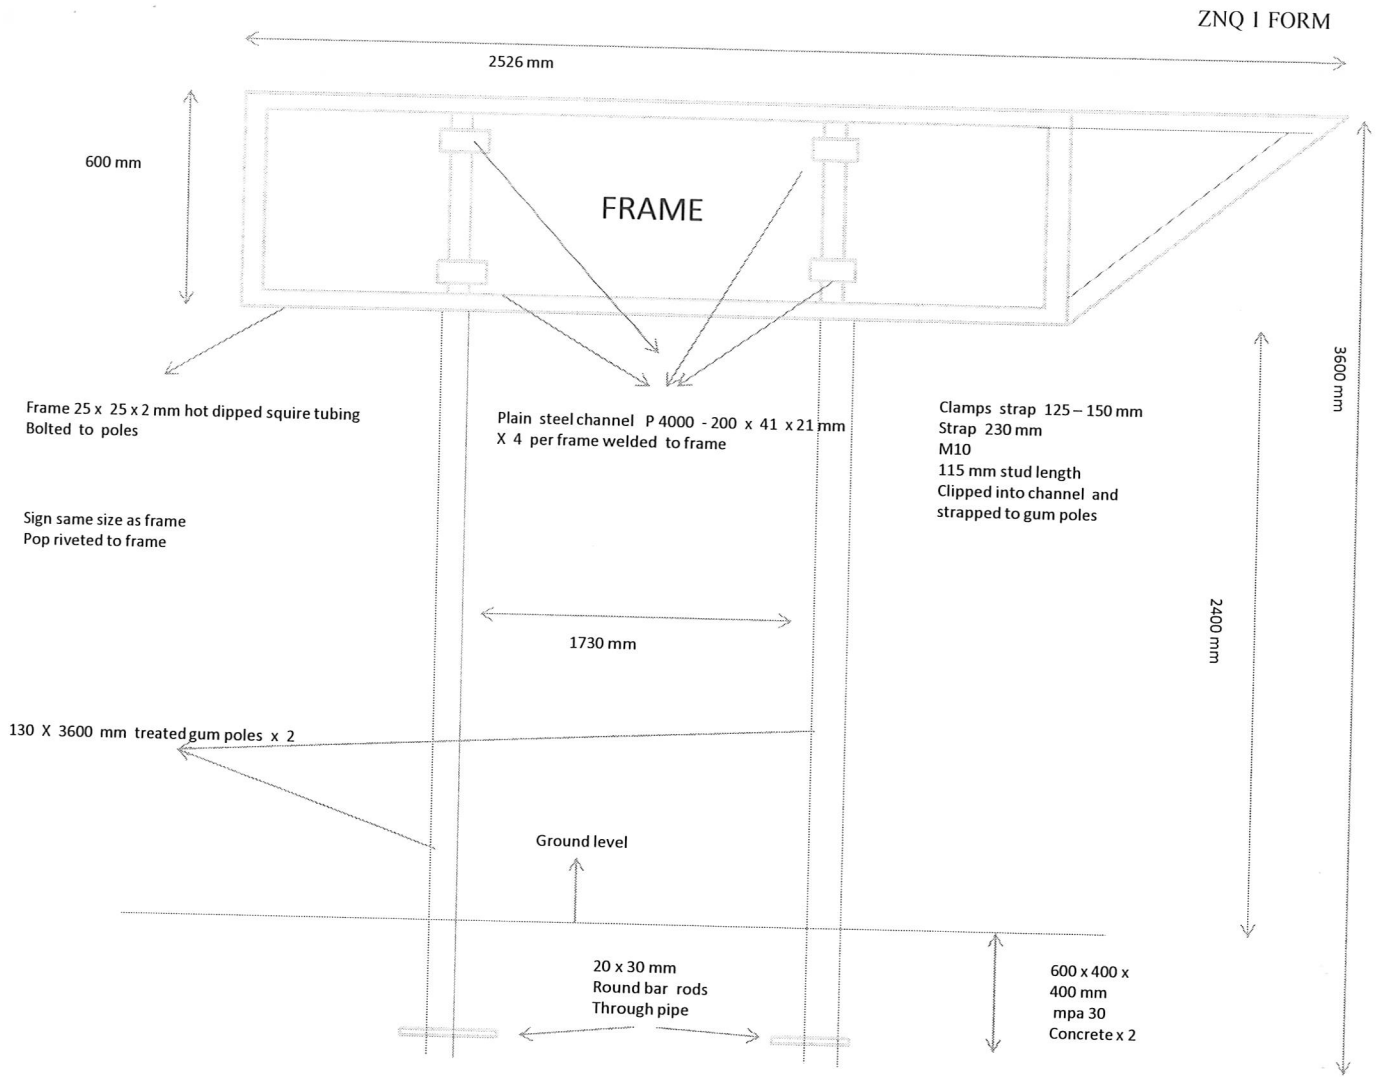 ZNQ 1 FORM
2526 mm
600 mm
FRAME
3600 mm
Frame 25 x 25 x 2 mm hot dipped squire tubing
Bolted to poles
Plain steel channel P 4000 - 200 x 41 x 21 mm
X 4 per frame welded to frame
Clamps strap 125 – 150 mm
Strap 230 mm
M10
115 mm stud length
Clipped into channel and
strapped to gum poles
Sign same size as frame
Pop riveted to frame
2400 mm
1730 mm
130 X 3600 mm treated gum poles x 2
Ground level
20 x 30 mm
Round bar rods
Through pipe
600 x 400 x
400 mm
mpa 30
Concrete x 2